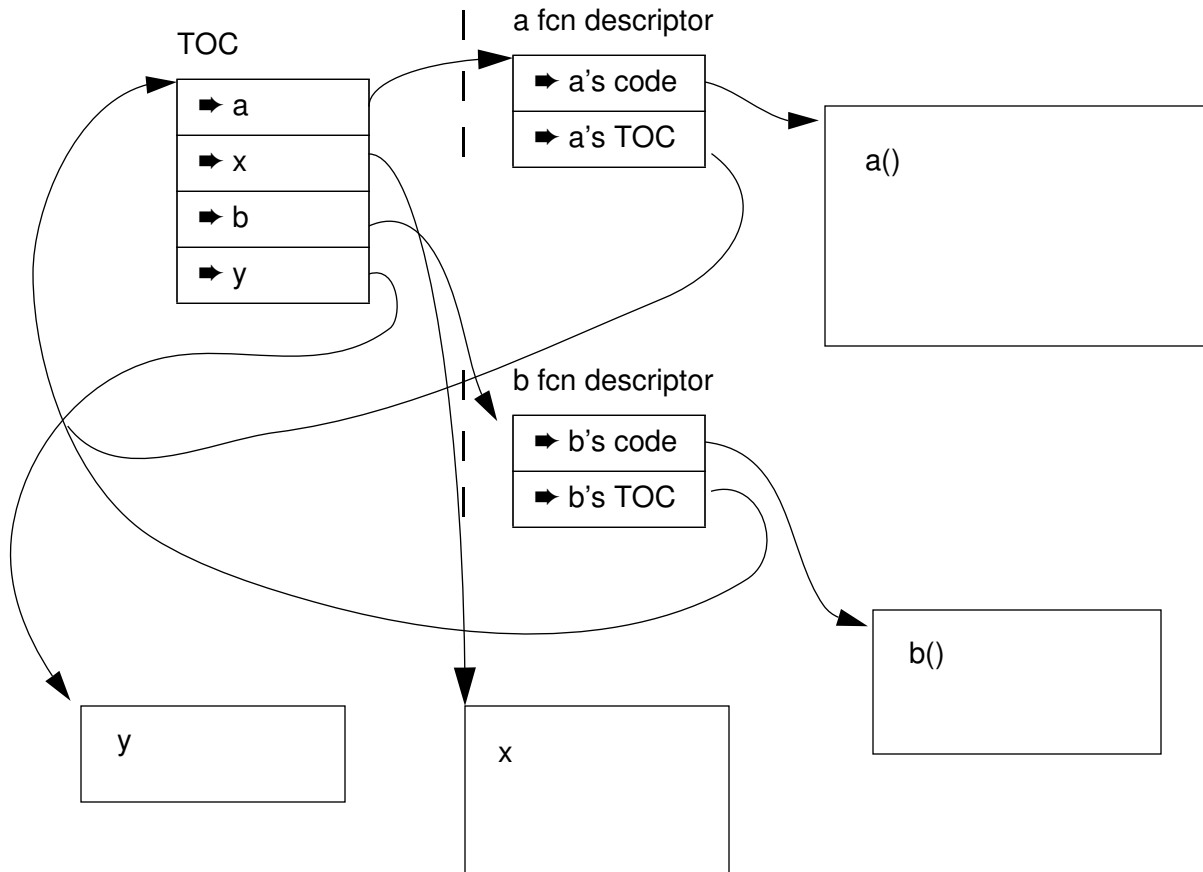 TOC
➨ a
➨ x
➨ b
➨ y
a fcn descriptor
➨ a’s code
➨ a’s TOC
a()
b fcn descriptor
➨ b’s code
➨ b’s TOC
b()
y
x